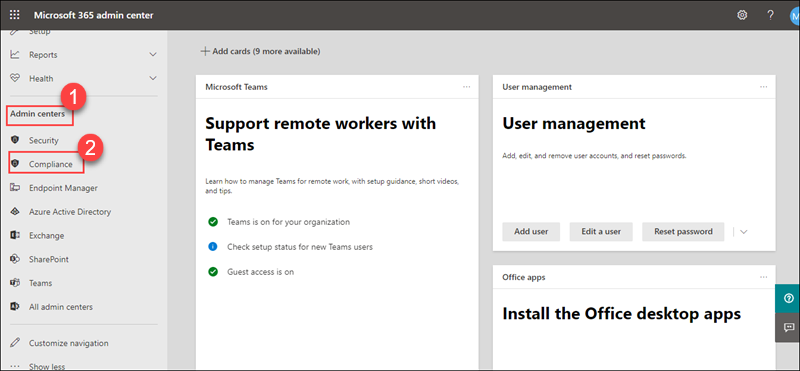 Microsoft 365 admin center
?
M
Setup
Reports
Health
Admin centers
1
Security
2
Compliance
Endpoint Manager
Azure Active Directory
Exchange
SharePoint
Teams
All admin centers
Customize navigation
Show less
Add cards (9 more available)
Microsoft Teams
Support remote workers with
Teams
Learn how to manage Teams for remote work, with setup guidance, short videos,
and tips.
Teams is on for your organization
Check setup status for new Teams users
Guest access is on
User management
User management
Add, edit, and remove user accounts, and reset passwords.
Add user Edit a user Reset password
Office apps
Install the Office desktop apps